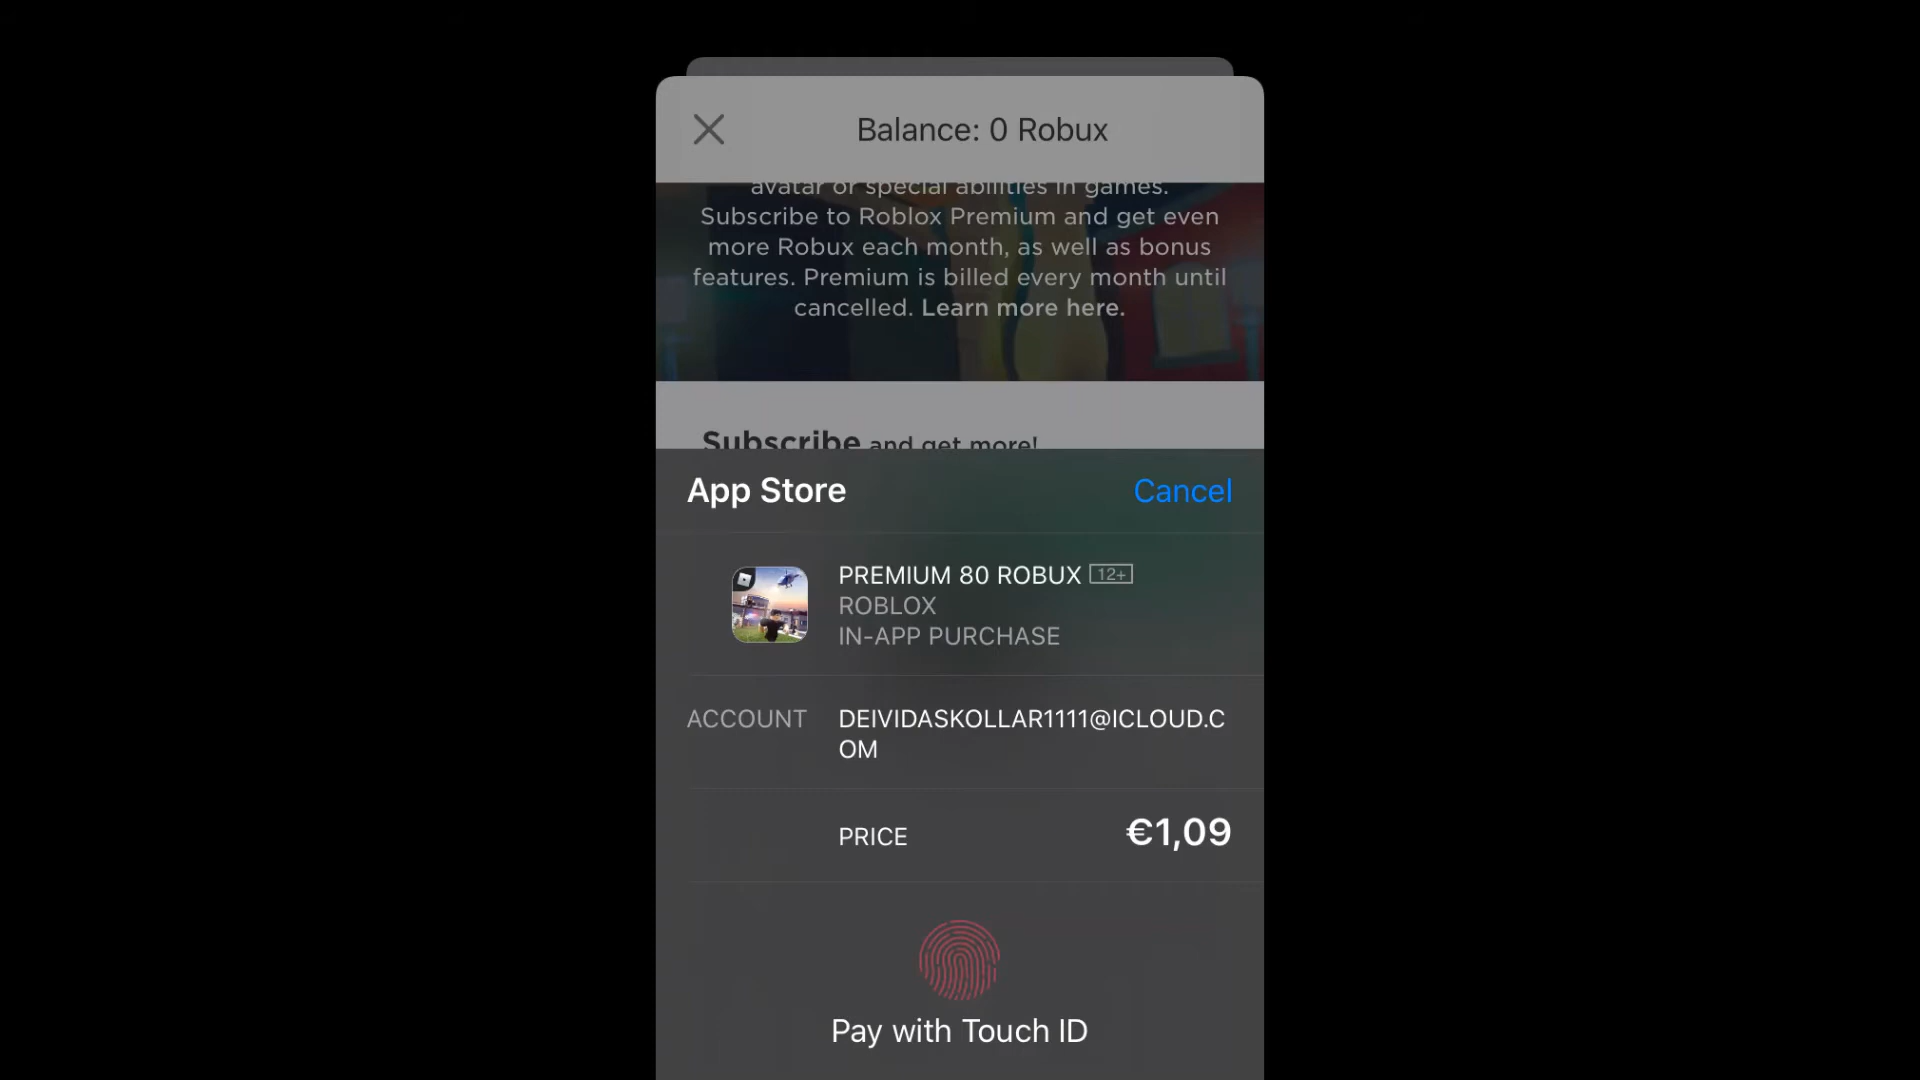 Balance: 0 Robux
avatar or special abilities in games.
Subscribe to Roblox Premium and get even
more Robux each month, as well as bonus
features. Premium is billed every month until
cancelled. Learn more here.
Subscribe and get more!
App Store
Cancel
PREMIUM 80 ROBUX 12+
ROBLOX
IN-APP PURCHASE
ACCOUNT
DEIVIDASKOLLAR1111@ICLOUD.C
OM
PRICE
€1,09
Pay with Touch ID